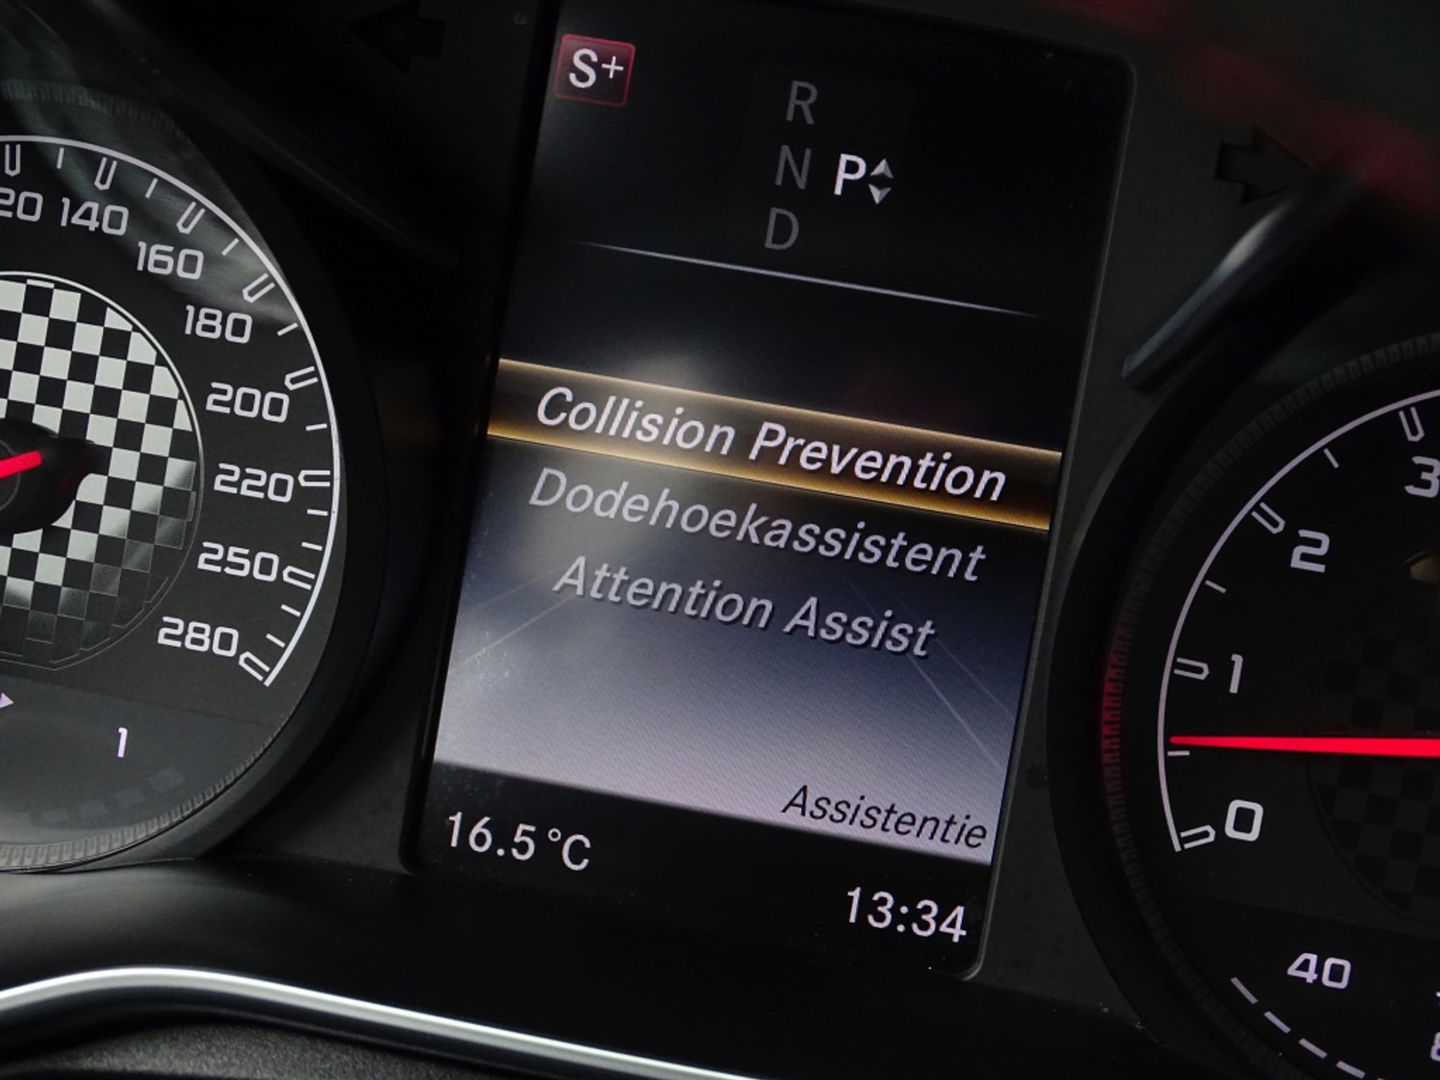 S+
R
N P
D
20 140
160
180
200
220
250
280
1
Collision Prevention
Dodehoekassistent
Attention Assist
Assistentie
16.5 °C
13:34
3
2
1
0
40